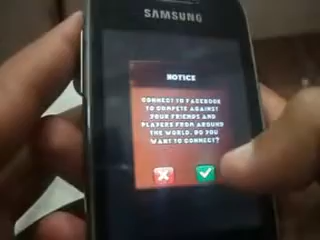 SAMSUNG
NOTICE
CONNECT TO FACEBOOK
TO COMPETE AGAINST
YOUR FRIENDS AND
PLAYERS FROM AROUND
THE WORLD. DO YOU
WANT TO CONNECT?